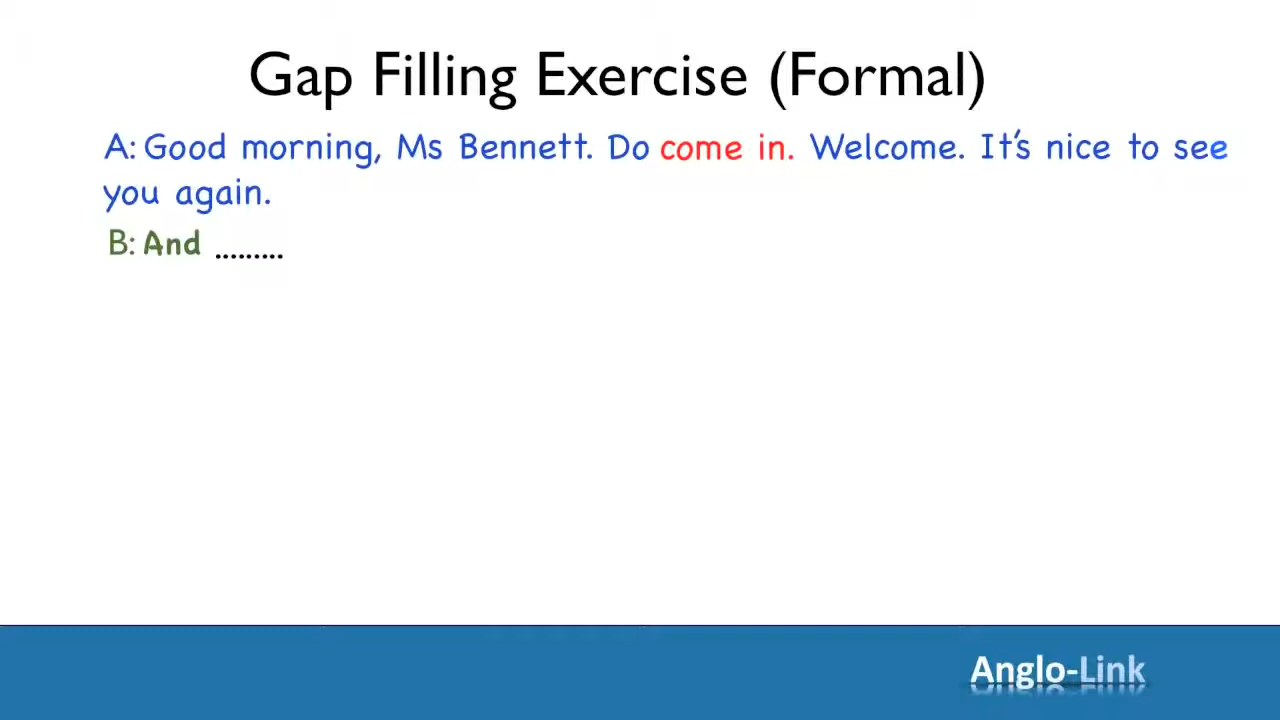 Gap Filling Exercise (Formal)
A: Good morning, Ms Bennett. Do come in. Welcome. It's nice to see
you again.
B: And .........
Anglo-Link